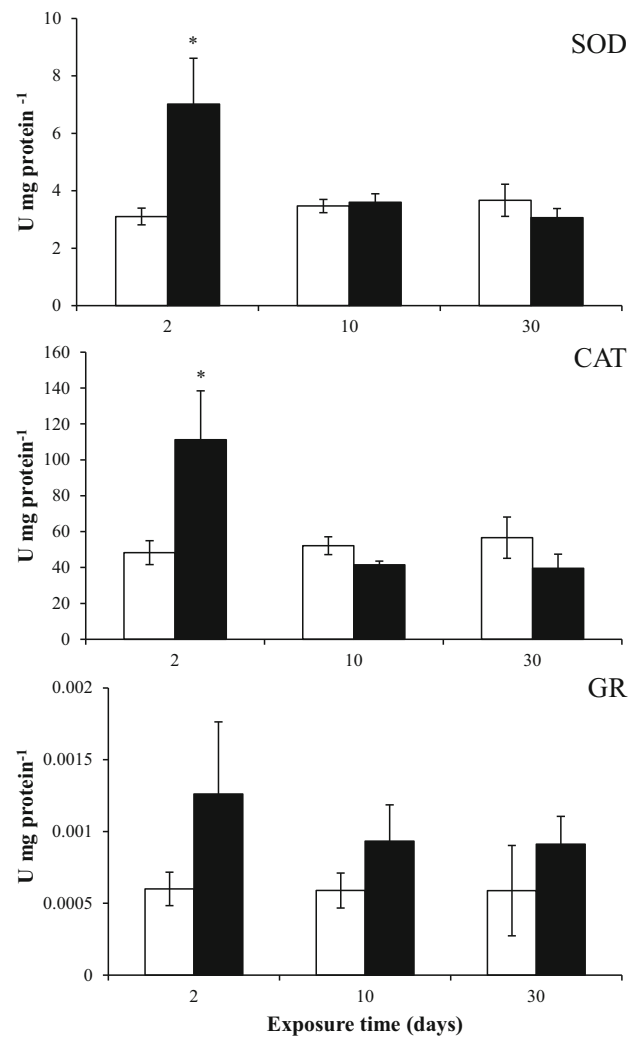 SOD
10
*
8
6
4
2
0
U mg protein -1
2 10 30
CAT
160
*
140
120
100
80
60
40
20
0
U mg protein-1
2 10 30
GR
0.002
0.0015
0.001
0.0005
0
U mg protein-1
2 10 30
Exposure time (days)